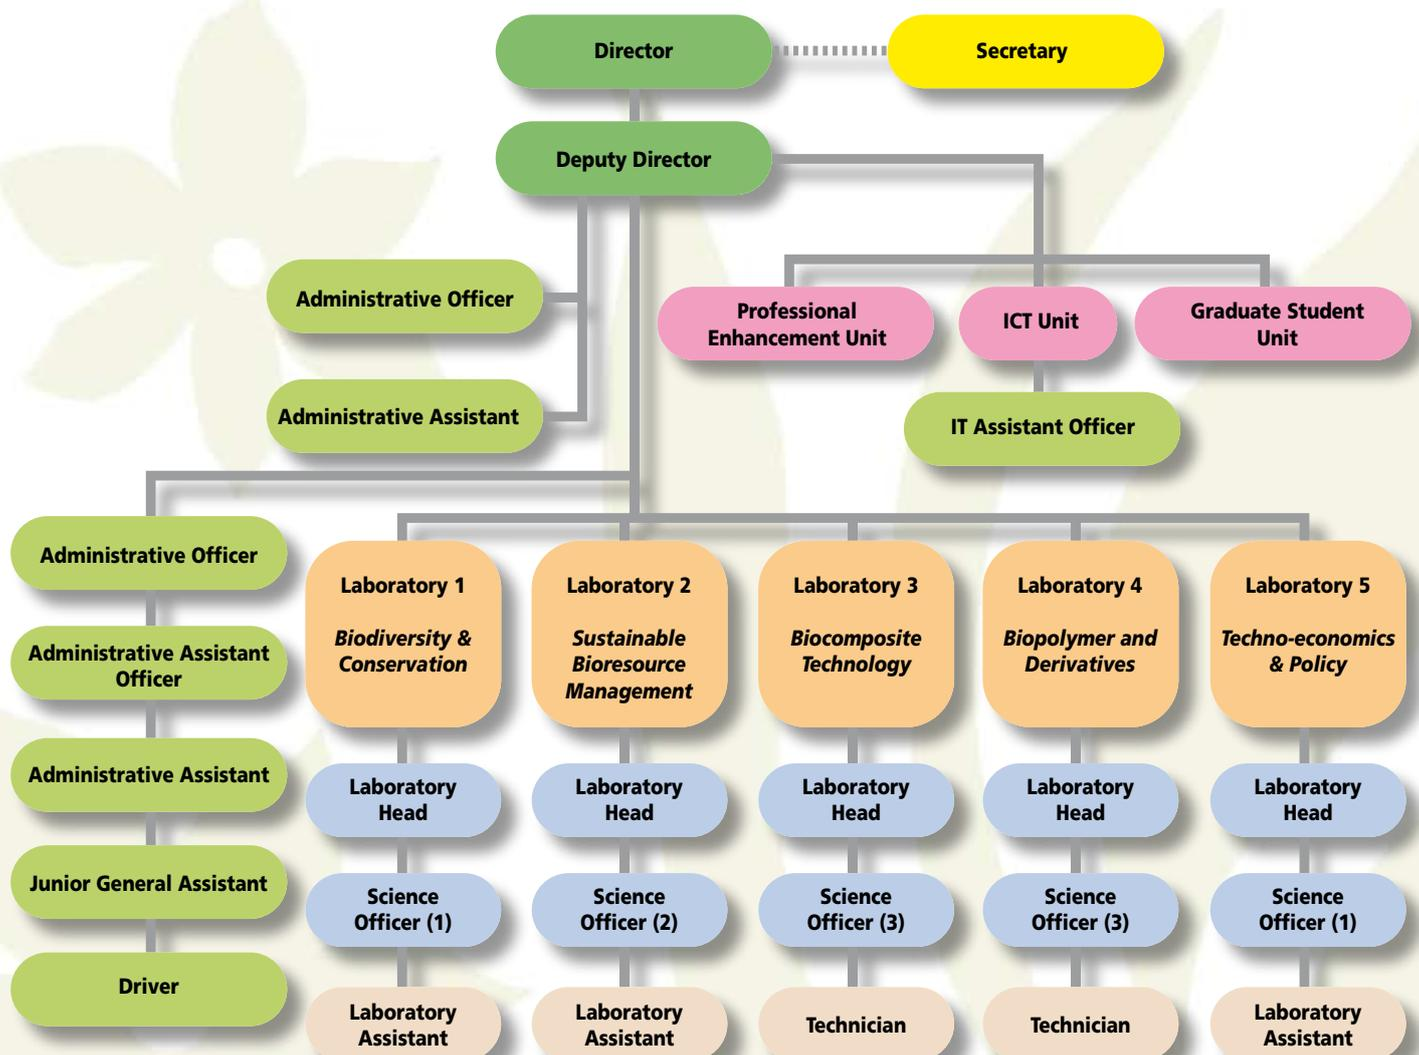 Director
Secretary
Deputy Director
Administrative Officer
Professional
Enhancement Unit
ICT Unit
Graduate Student
Unit
Administrative Assistant
IT Assistant Officer
Administrative Officer
Administrative Assistant
Officer
Administrative Assistant
Junior General Assistant
Driver
Laboratory 1
Biodiversity &
Conservation
Laboratory
Head
Science
Officer (1)
Laboratory
Assistant
Laboratory 2
Sustainable
Bioresource
Management
Laboratory
Head
Science
Officer (2)
Laboratory
Assistant
Laboratory 3
Biocomposite
Technology
Laboratory
Head
Science
Officer (3)
Technician
Laboratory 4
Biopolymer and
Derivatives
Laboratory
Head
Science
Officer (3)
Technician
Laboratory 5
Techno-economics
& Policy
Laboratory
Head
Science
Officer (1)
Laboratory
Assistant